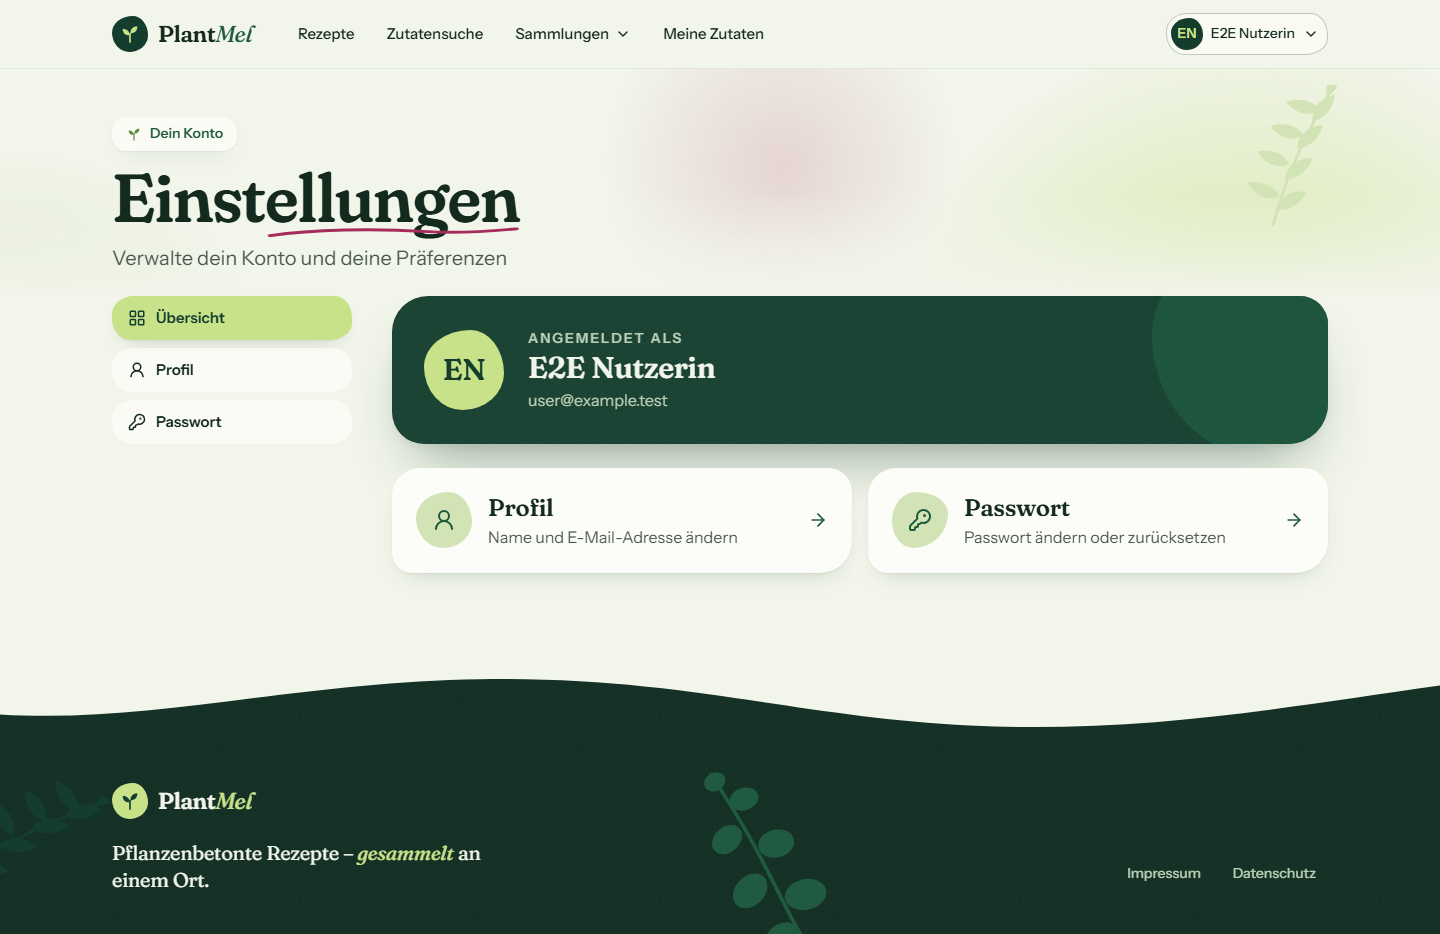 PlantMel
Rezepte
Zutatensuche
Sammlungen
Meine Zutaten
EN
E2E Nutzerin
Dein Konto
Einstellungen
Verwalte dein Konto und deine Präferenzen
Übersicht
Profil
Passwort
EN
ANGEMELDET ALS
E2E Nutzerin
user@example.test
Profil
Name und E-Mail-Adresse ändern
Passwort
Passwort ändern oder zurücksetzen
PlantMel
Pflanzenbetonte Rezepte – gesammelt an
einem Ort.
Impressum
Datenschutz